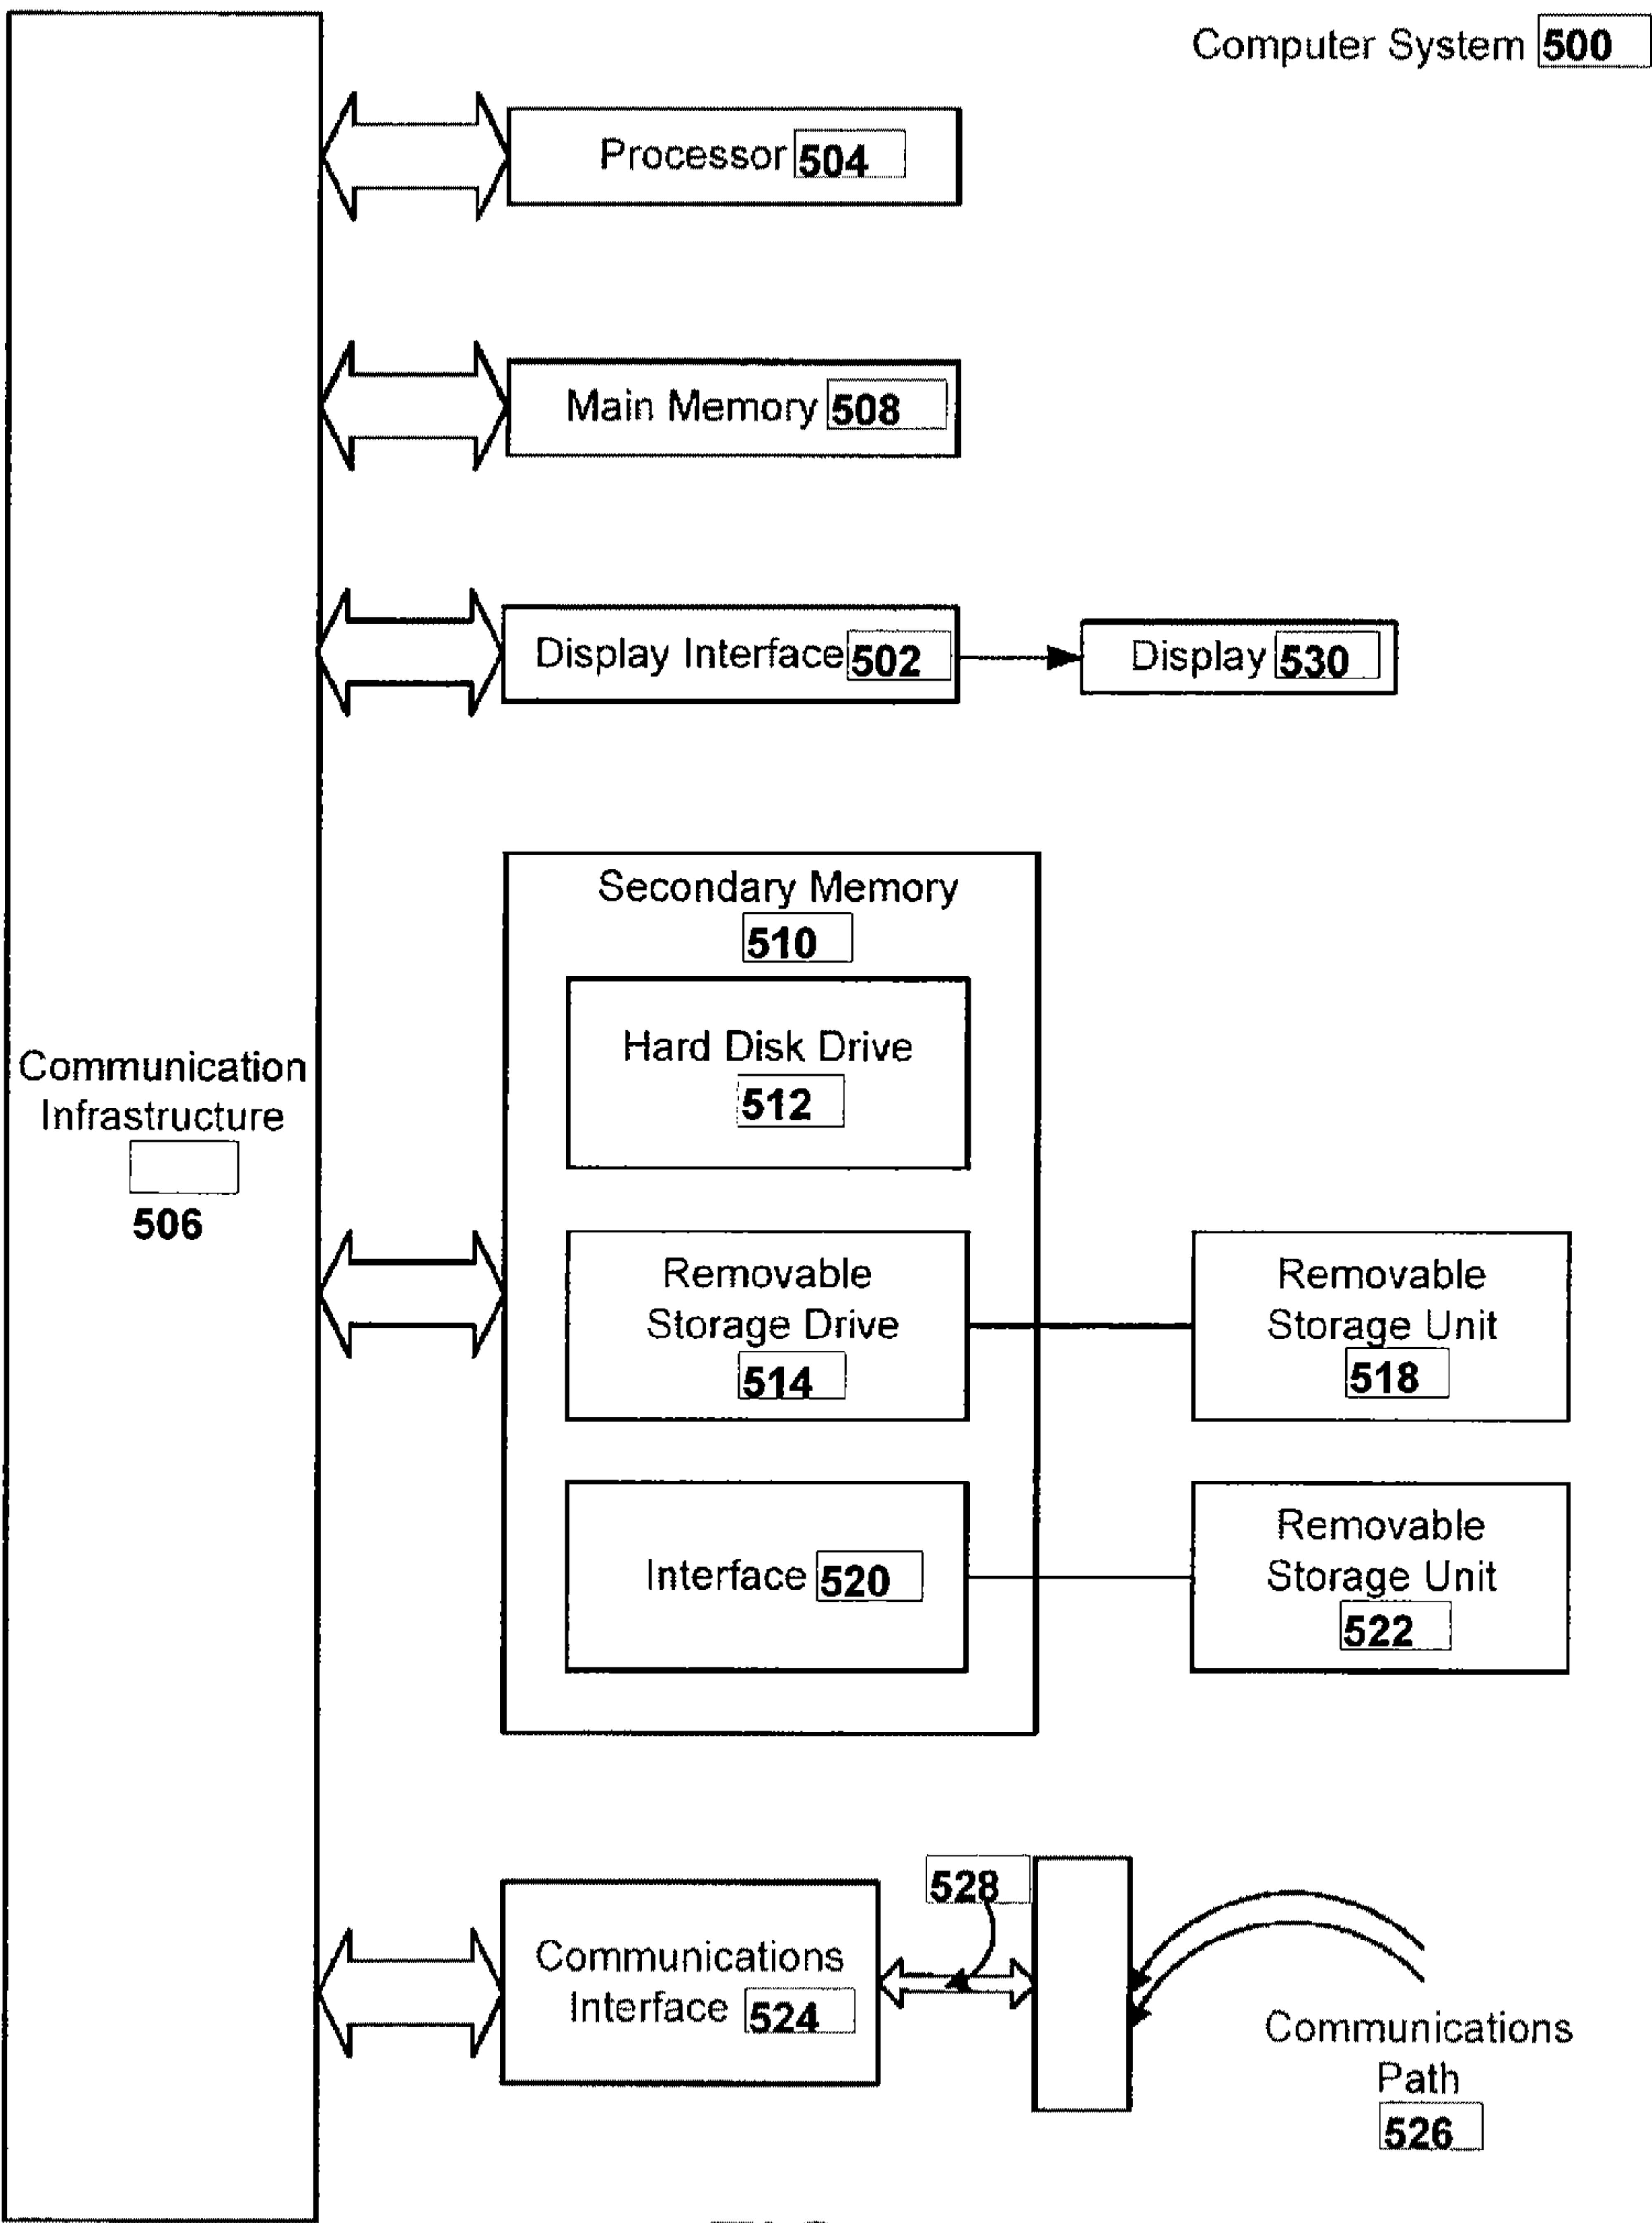 Computer System 500
Processor 504
Main Memory 508
Display Interface 502
Display 530
Secondary Memory
510
Hard Disk Drive
512
Communication
Infrastructure
506
Removable
Storage Drive
514
Removable
Storage Unit
518
Interface 520
Removable
Storage Unit
522
528
Communications
Interface 524
Communications
Path
526